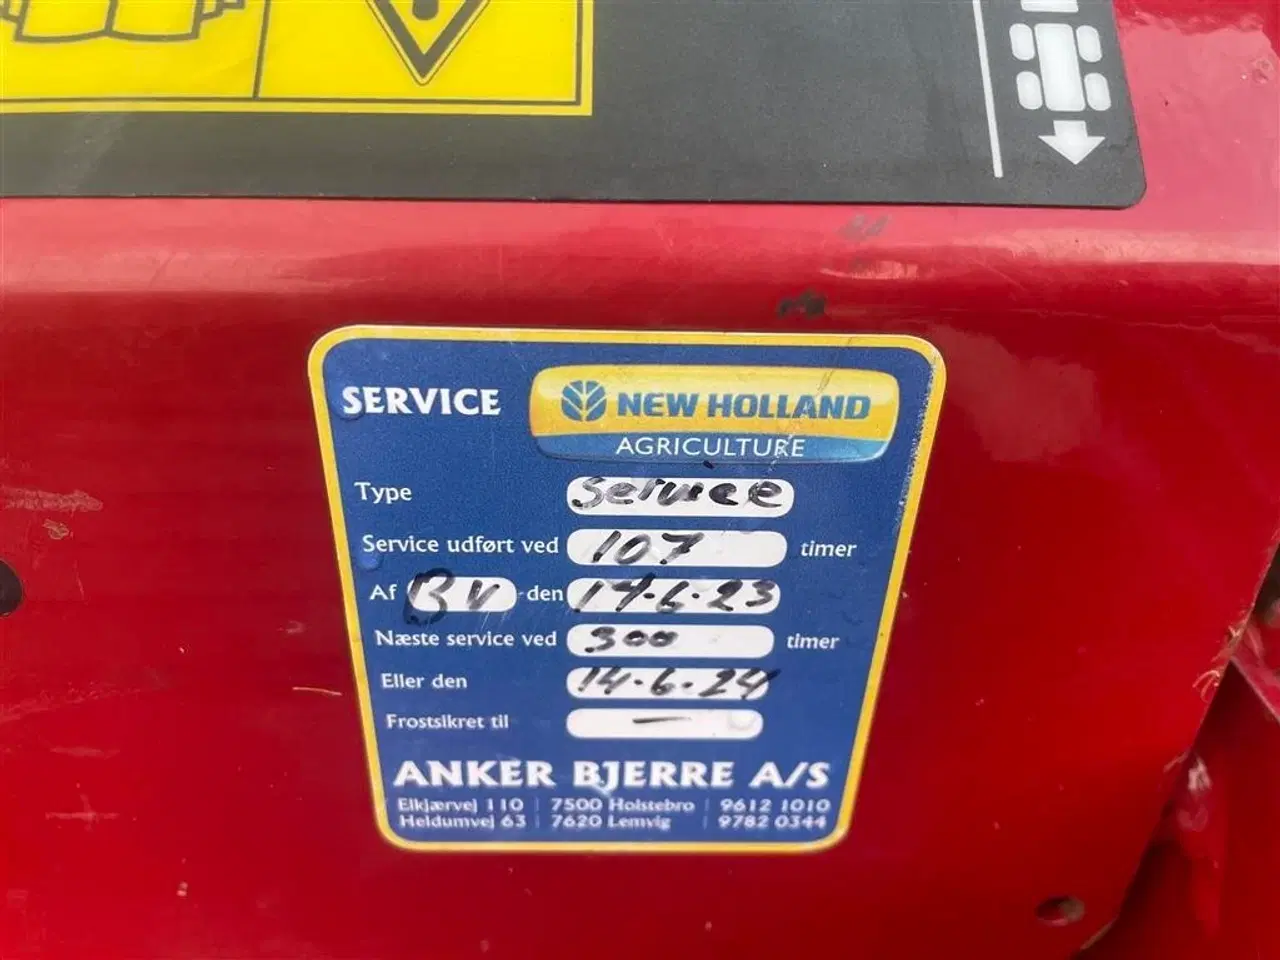 SERVICE NEW HOLLAND
AGRICULTURE
Type service
Service udført ved 107 timer
Af BV den 14.6.23
Næste service ved 300 timer
Eller den 14.6.24
Frostsikret til —
ANKER BJERRE A/S
Elkjærvej 110 | 7500 Holstebro | 9612 1010
Heldumvej 63 | 7620 Lemvig | 9782 0344